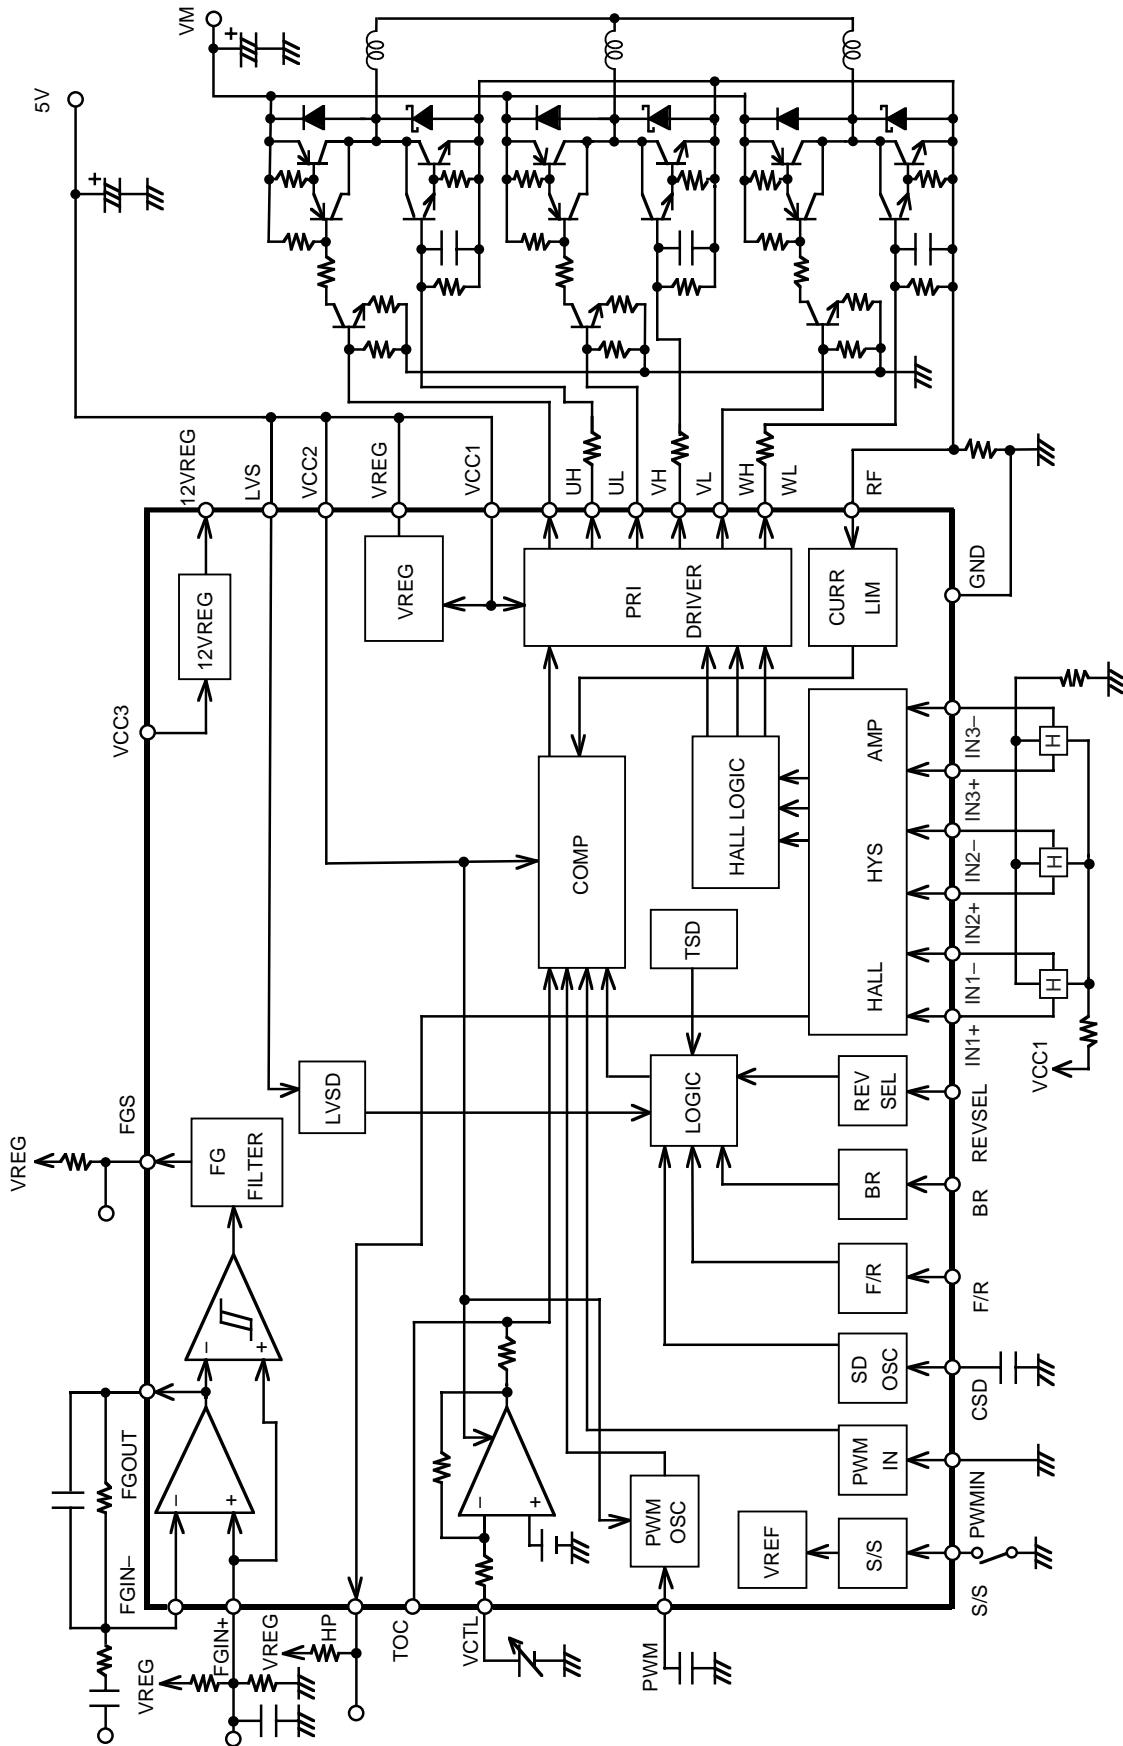 VREG
FGS
VCC3
12VREG
LVS
VCC2
VREG
VCC1
5V
+
VM
+
FGIN–
FGOUT
–
+
–
+
FG
FILTER
LVSD
12VREG
VREG
UH
UL
VH
VL
WH
WL
RF
PRI
DRIVER
CURR
LIM
GND
VREG
FGIN+
VREG
HP
TOC
VCTL
–
+
COMP
HALL LOGIC
TSD
LOGIC
HALL
HYS
AMP
PWM
PWM
OSC
VREF
S/S
PWM
IN
SD
OSC
F/R
BR
REV
SEL
S/S
PWMIN
CSD
F/R
BR
REVSEL
IN1+
IN1–
IN2+
IN2–
IN3+
IN3–
H
H
H
VCC1